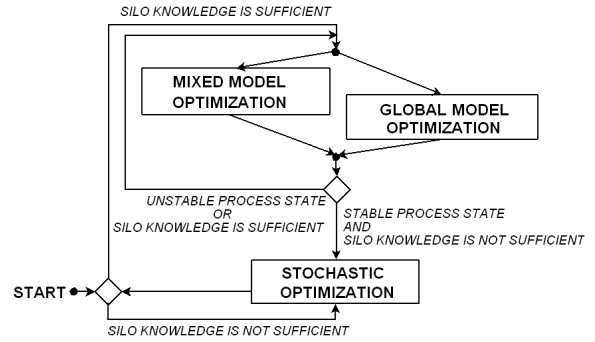 SILO KNOWLEDGE IS SUFFICIENT
MIXED MODEL
OPTIMIZATION
GLOBAL MODEL
OPTIMIZATION
UNSTABLE PROCESS STATE
OR
SILO KNOWLEDGE IS SUFFICIENT
STABLE PROCESS STATE
AND
SILO KNOWLEDGE IS NOT SUFFICIENT
STOCHASTIC
OPTIMIZATION
START
SILO KNOWLEDGE IS NOT SUFFICIENT